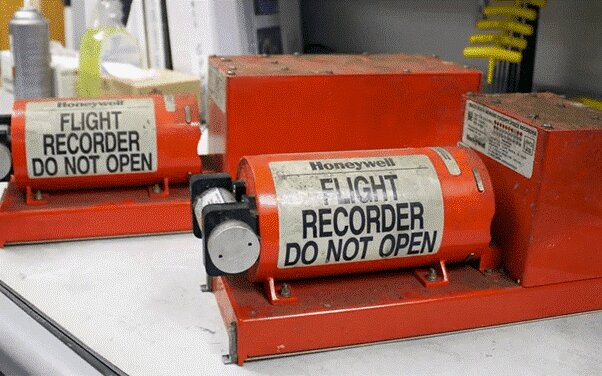 Honeywell
FLIGHT
RECORDER
DO NOT OPEN
Honeywell
FLIGHT
RECORDER
DO NOT OPEN